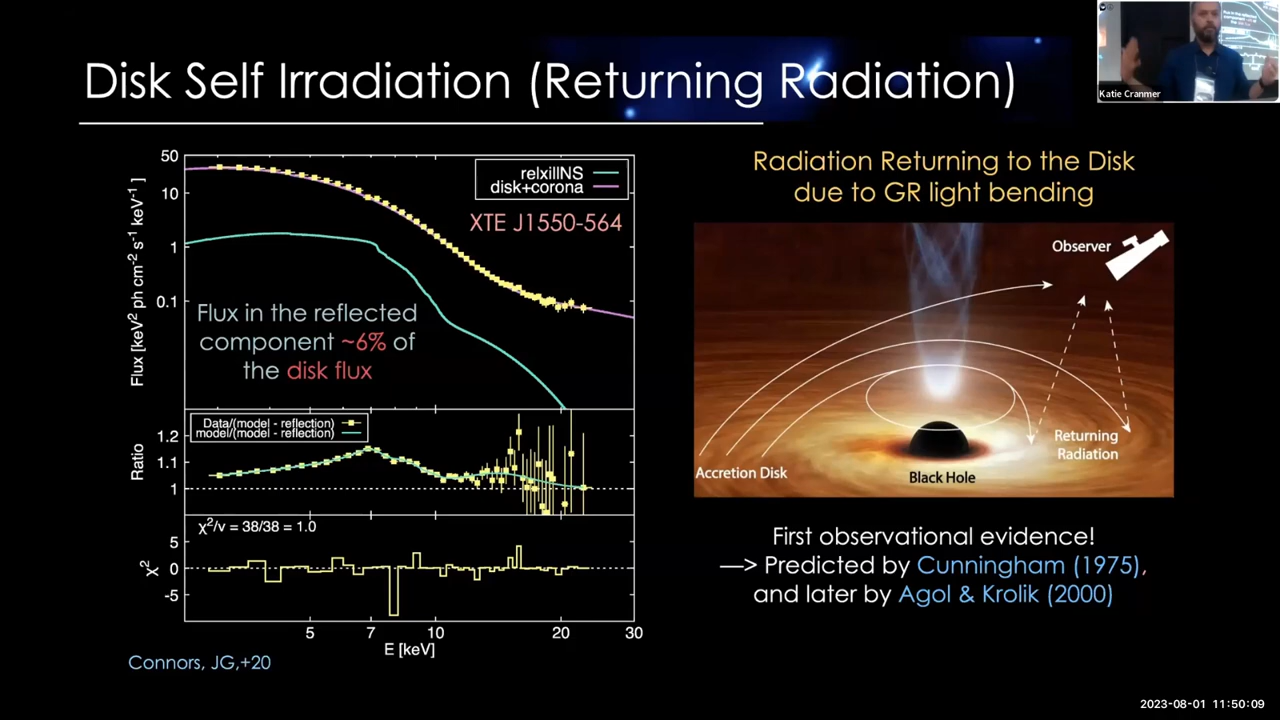 Disk Self Irradiation (Returning Radiation)
Katie Cranmer
50
10
1
0.1
Flux [keV² ph cm⁻² s⁻¹ keV⁻¹ ]
relxillNS
disk+corona
XTE J1550-564
Flux in the reflected
component ~6% of
the disk flux
Data/(model - reflection)
model/(model - reflection)
1.2
1.1
1
Ratio
χ²/ν = 38/38 = 1.0
5
0
-5
χ²
5
7
10
20
30
E [keV]
Connors, JG,+20
Radiation Returning to the Disk
due to GR light bending
Observer
Returning
Radiation
Accretion Disk
Black Hole
First observational evidence!
—> Predicted by Cunningham (1975),
and later by Agol & Krolik (2000)
2023-08-01 11:50:09